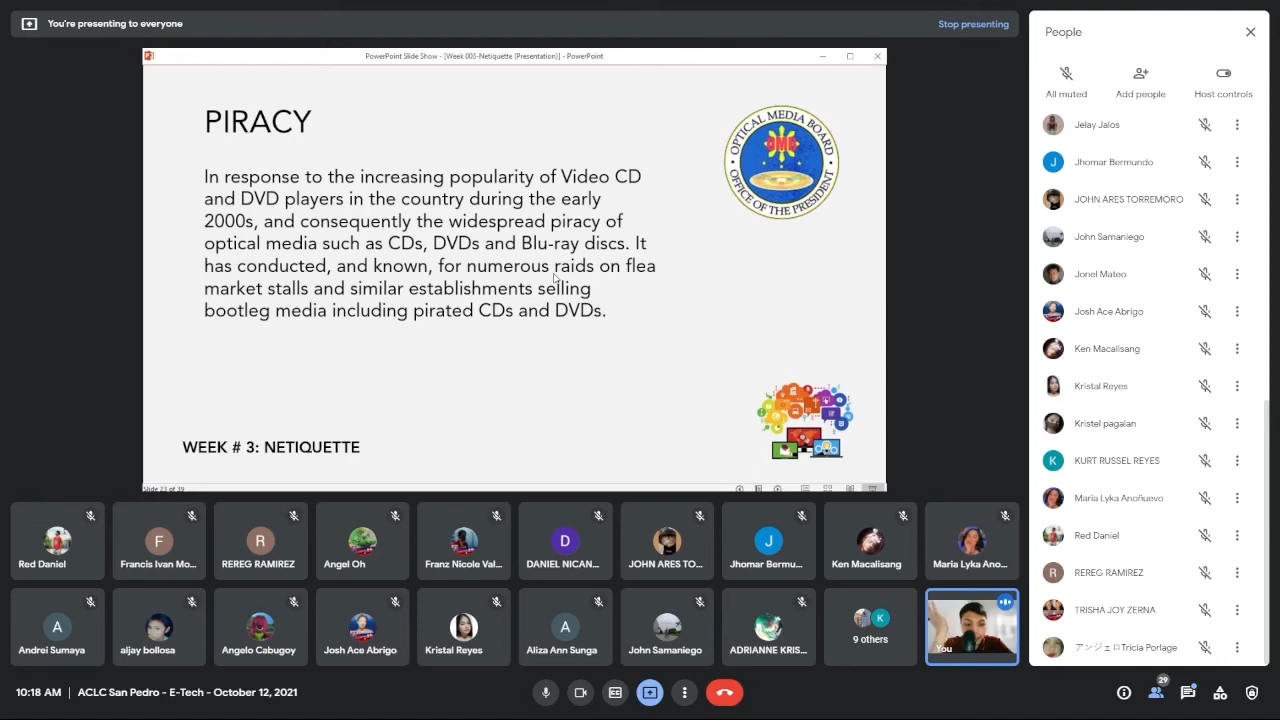 You're presenting to everyone
Stop presenting
PowerPoint Slide Show - [Week 003-Netiquette (Presentation)] - PowerPoint
PIRACY
In response to the increasing popularity of Video CD
and DVD players in the country during the early
2000s, and consequently the widespread piracy of
optical media such as CDs, DVDs and Blu-ray discs. It
has conducted, and known, for numerous raids on flea
market stalls and similar establishments selling
bootleg media including pirated CDs and DVDs.
OPTICAL MEDIA BOARD
OMB
OFFICE OF THE PRESIDENT
WEEK # 3: NETIQUETTE
Slide 23 of 39
Red Daniel
F
Francis Ivan Mo...
R
REREG RAMIREZ
Angel Oh
Franz Nicole Val...
D
DANIEL NICAN...
JOHN ARES TO...
J
Jhomar Bermu...
Ken Macalisang
Maria Lyka Ano...
A
Andrei Sumaya
aljay bollosa
Angelo Cabugoy
Josh Ace Abrigo
Kristal Reyes
A
Aliza Ann Sunga
John Samaniego
ADRIANNE KRIS...
K
9 others
You
10:18 AM | ACLC San Pedro - E-Tech - October 12, 2021
People
All muted
Add people
Host controls
Jelay Jalos
J
Jhomar Bermundo
JOHN ARES TORREMORO
John Samaniego
Jonel Mateo
Josh Ace Abrigo
Ken Macalisang
Kristal Reyes
Kristel pagalan
K
KURT RUSSEL REYES
Maria Lyka Anoñuevo
Red Daniel
R
REREG RAMIREZ
TRISHA JOY ZERNA
アンジェロTricia Porlage
29